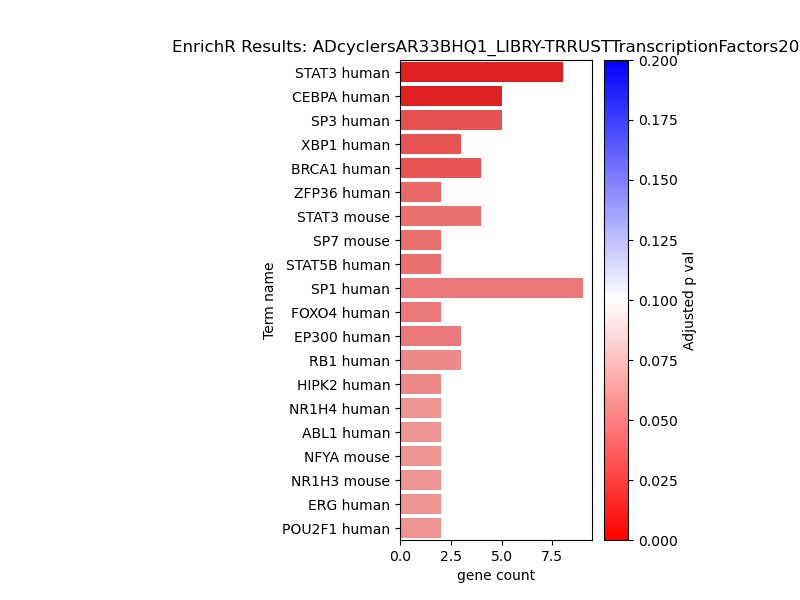 EnrichR Results: ADcyclersAR33BHQ1_LIBRY-TRRUSTTranscriptionFactors20
STAT3 human
CEBPA human
SP3 human
XBP1 human
BRCA1 human
ZFP36 human
STAT3 mouse
SP7 mouse
STAT5B human
SP1 human
FOXO4 human
EP300 human
RB1 human
HIPK2 human
NR1H4 human
ABL1 human
NFYA mouse
NR1H3 mouse
ERG human
POU2F1 human
Term name
0.0 2.5 5.0 7.5
gene count
0.200
0.175
0.150
0.125
0.100
0.075
0.050
0.025
0.000
Adjusted p val